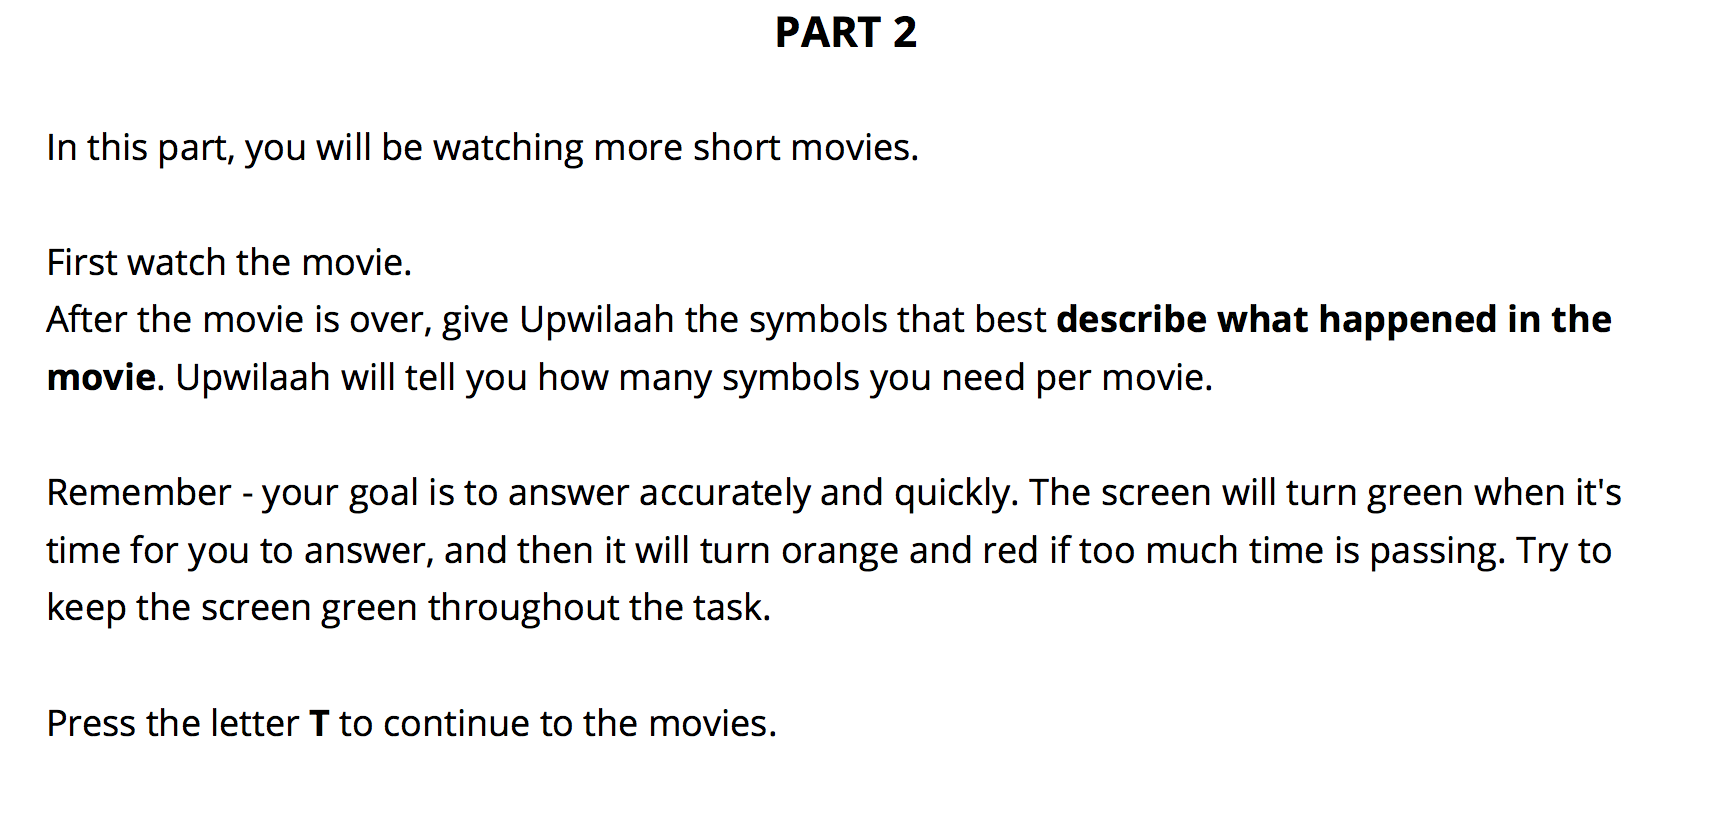 PART 2
In this part, you will be watching more short movies.
First watch the movie.
After the movie is over, give Upwilaah the symbols that best describe what happened in the
movie. Upwilaah will tell you how many symbols you need per movie.
Remember - your goal is to answer accurately and quickly. The screen will turn green when it's
time for you to answer, and then it will turn orange and red if too much time is passing. Try to
keep the screen green throughout the task.
Press the letter T to continue to the movies.